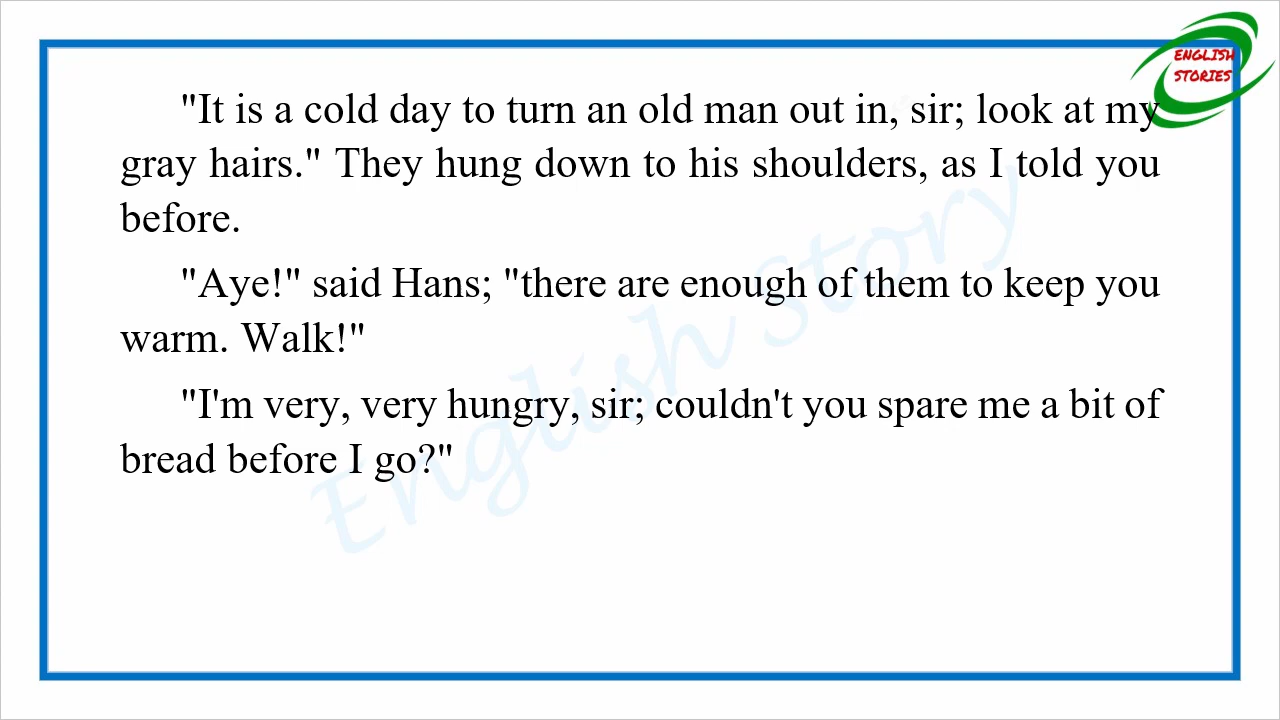 ENGLISH
STORIES
"It is a cold day to turn an old man out in, sir; look at my
gray hairs." They hung down to his shoulders, as I told you
before.
"Aye!" said Hans; "there are enough of them to keep you
warm. Walk!"
"I'm very, very hungry, sir; couldn't you spare me a bit of
bread before I go?"
English Story